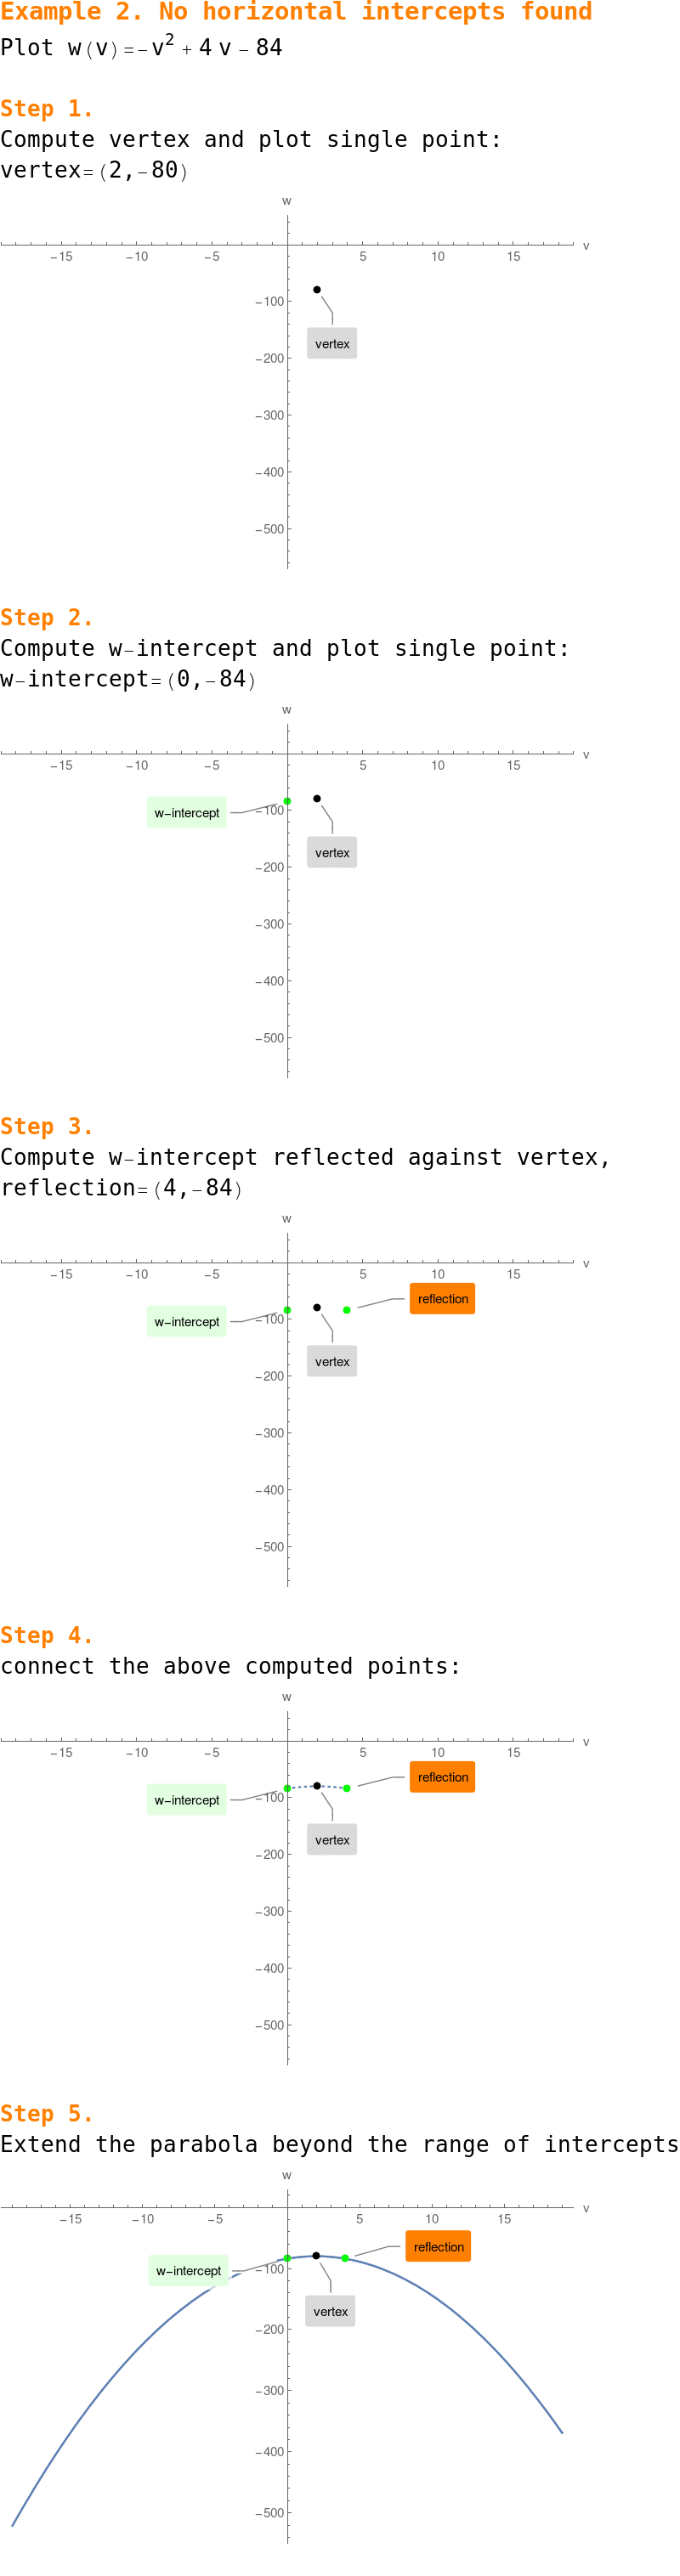 Example 2. No horizontal intercepts found
Plot w(v)=-v² + 4 v - 84
Step 1.
Compute vertex and plot single point:
vertex=(2,-80)
w
v
-15 -10 -5 5 10 15
-100
vertex
-200
-300
-400
-500
Step 2.
Compute w-intercept and plot single point:
w-intercept=(0,-84)
w
v
-15 -10 -5 5 10 15
w-intercept
-100
vertex
-200
-300
-400
-500
Step 3.
Compute w-intercept reflected against vertex,
reflection=(4,-84)
w
v
-15 -10 -5 5 10 15
reflection
w-intercept
-100
vertex
-200
-300
-400
-500
Step 4.
connect the above computed points:
w
v
-15 -10 -5 5 10 15
reflection
w-intercept
-100
vertex
-200
-300
-400
-500
Step 5.
Extend the parabola beyond the range of intercepts
w
v
-15 -10 -5 5 10 15
reflection
w-intercept
-100
vertex
-200
-300
-400
-500